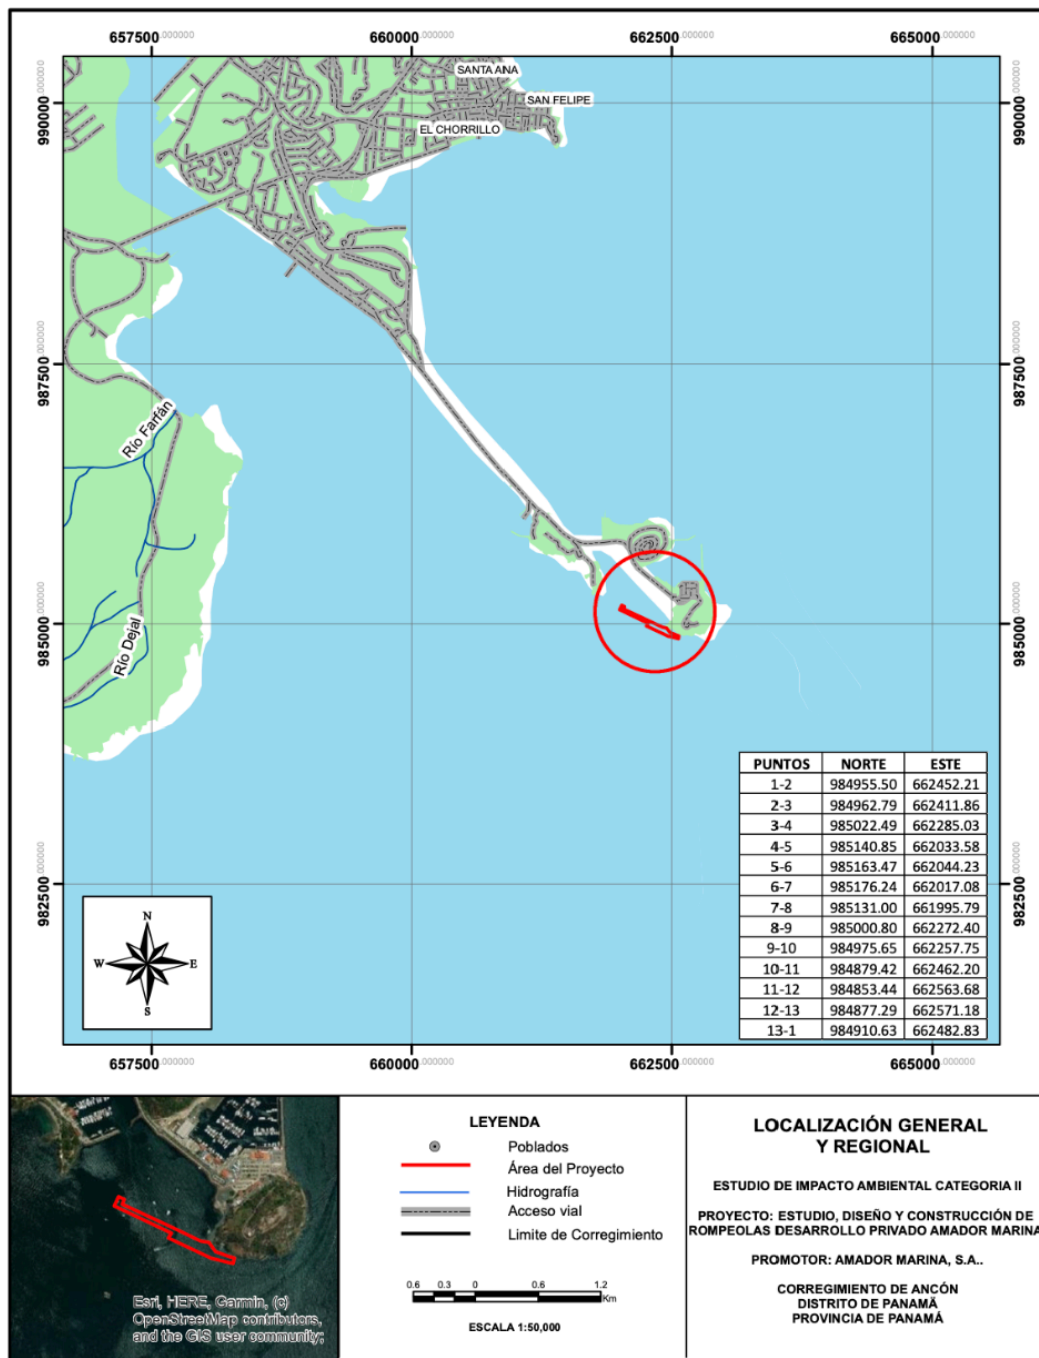 657500.000000 660000.000000 662500.000000 665000.000000
SANTA ANA
SAN FELIPE
EL CHORRILLO
990000.000000 990000.000000
987500.000000 987500.000000
Río Farfán
985000.000000 985000.000000
Río Dejal
982500.000000 982500.000000
PUNTOS NORTE ESTE
1-2 984955.50 662452.21
2-3 984962.79 662411.86
3-4 985022.49 662285.03
4-5 985140.85 662033.58
5-6 985163.47 662044.23
6-7 985176.24 662017.08
7-8 985131.00 661995.79
8-9 985000.80 662272.40
9-10 984975.65 662257.75
10-11 984879.42 662462.20
11-12 984853.44 662563.68
12-13 984877.29 662571.18
13-1 984910.63 662482.83
N
W E
S
657500.000000 660000.000000 662500.000000 665000.000000
Esri, HERE, Garmin, (c)
OpenStreetMap contributors,
and the GIS user community;
LEYENDA
Poblados
Área del Proyecto
Hidrografía
Acceso vial
Limite de Corregimiento
0.6 0.3 0 0.6 1.2
Km
ESCALA 1:50,000
LOCALIZACIÓN GENERAL
Y REGIONAL
ESTUDIO DE IMPACTO AMBIENTAL CATEGORIA II
PROYECTO: ESTUDIO, DISEÑO Y CONSTRUCCIÓN DE
ROMPEOLAS DESARROLLO PRIVADO AMADOR MARINA
PROMOTOR: AMADOR MARINA, S.A..
CORREGIMIENTO DE ANCÓN
DISTRITO DE PANAMÁ
PROVINCIA DE PANAMÁ